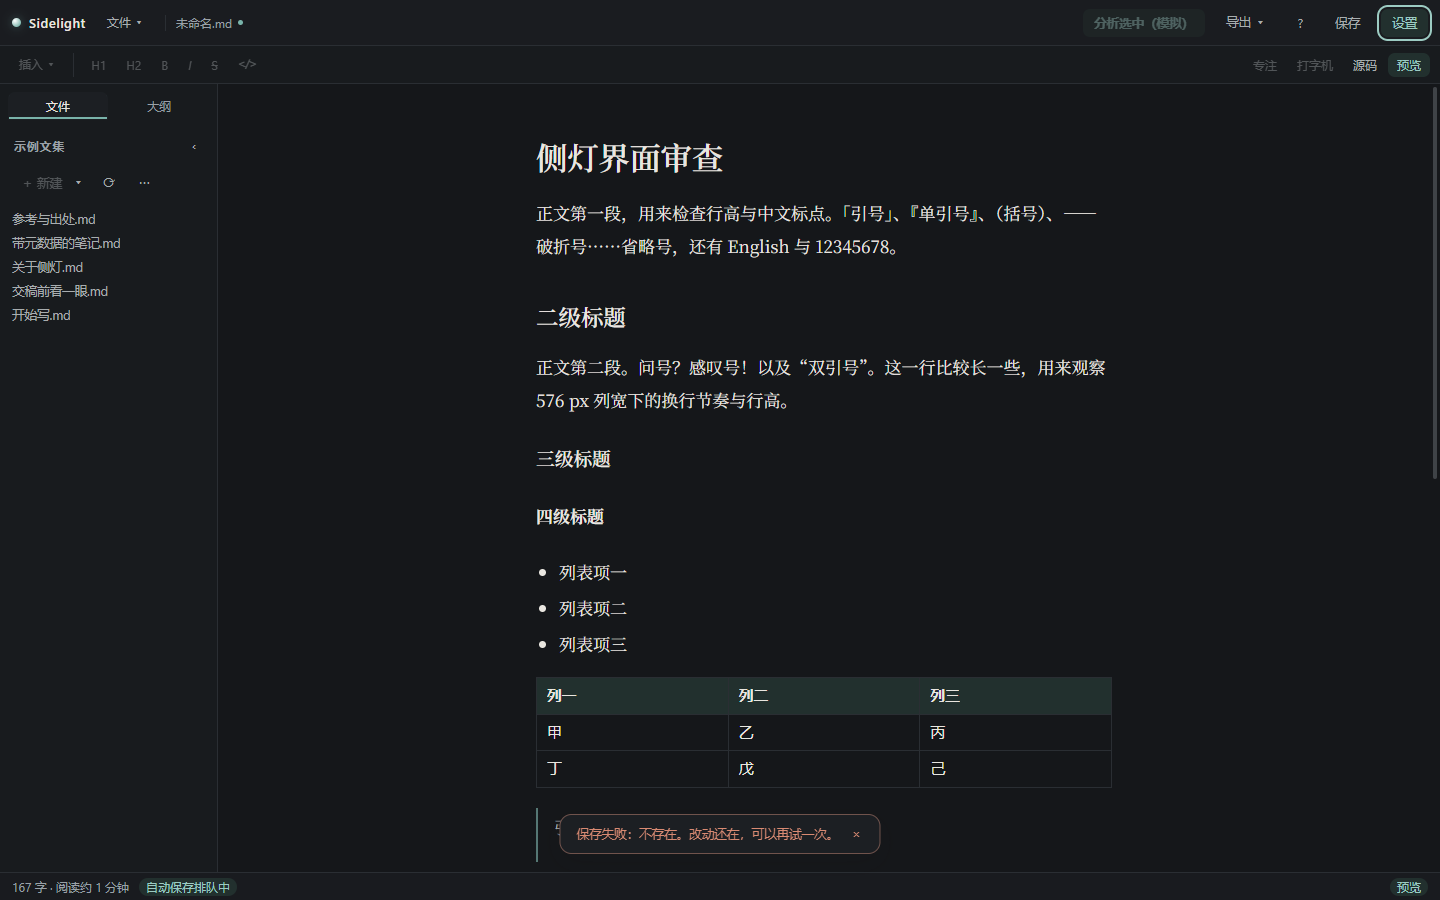 Sidelight 文件 未命名.md 分析选中（模拟） 导出 ? 保存 设置
插入 H1 H2 B I S </> 专注 打字机 源码 预览
文件 大纲
示例文集
+ 新建 ...
参考与出处.md
带元数据的笔记.md
关于侧灯.md
交稿前看一眼.md
开始写.md
侧灯界面审查
正文第一段，用来检查行高与中文标点。「引号」、『单引号』、（括号）、——
破折号……省略号，还有 English 与 12345678。
二级标题
正文第二段。问号？感叹号！以及“双引号”。这一行比较长一些，用来观察
576 px 列宽下的换行节奏与行高。
三级标题
四级标题
• 列表项一
• 列表项二
• 列表项三
列一 列二 列三
甲 乙 丙
丁 戊 己
保存失败：不存在。改动还在，可以再试一次。 ×
167 字 · 阅读约 1 分钟 自动保存排队中 预览